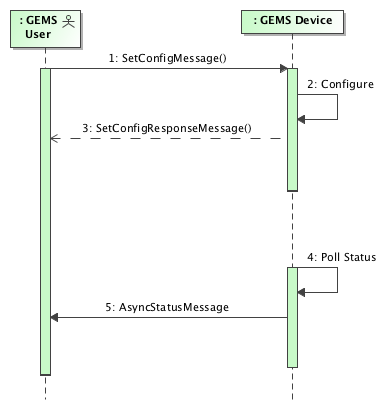 : GEMS
User
: GEMS Device
1: SetConfigMessage()
2: Configure
3: SetConfigResponseMessage()
4: Poll Status
5: AsyncStatusMessage